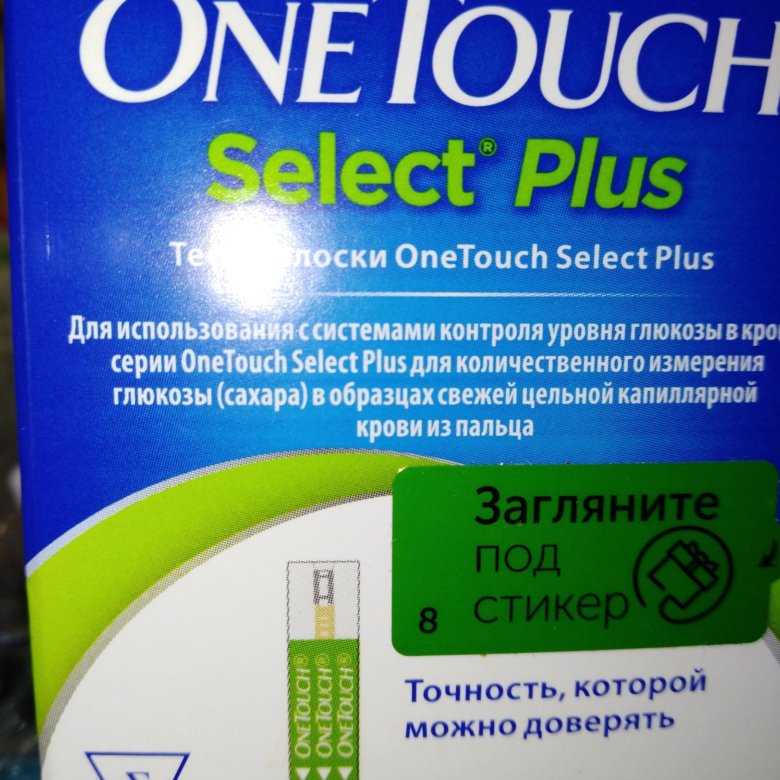 ONETOUCH
Select® Plus
OneTouch Select Plus
Для использования с системами контроля уровня глюкозы в
серии OneTouch Select Plus для количественного измерения
глюкозы (сахара) в образцах свежей цельной капиллярной
крови из пальца
Загляните
под
стикер
8
ONETOUCH®
ONETOUCH®
ONETOUCH®
Точность, которой
можно доверять